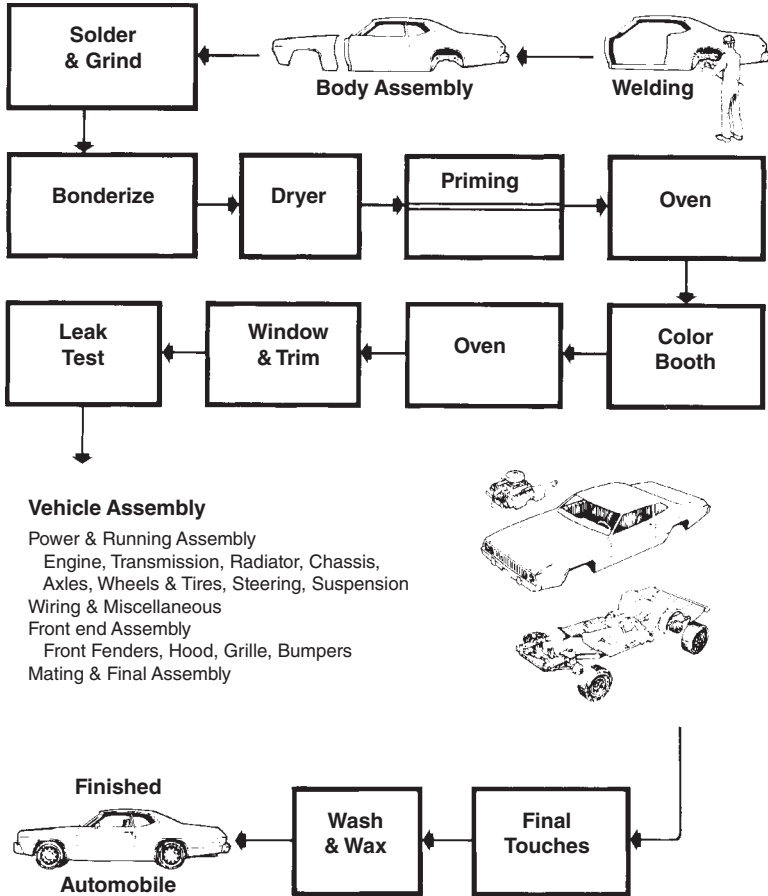 Solder
& Grind
Body Assembly
Welding
Bonderize
Dryer
Priming
Oven
Leak
Test
Window
& Trim
Oven
Color
Booth
Vehicle Assembly
Power & Running Assembly
Engine, Transmission, Radiator, Chassis,
Axles, Wheels & Tires, Steering, Suspension
Wiring & Miscellaneous
Front end Assembly
Front Fenders, Hood, Grille, Bumpers
Mating & Final Assembly
Finished
Automobile
Wash
& Wax
Final
Touches